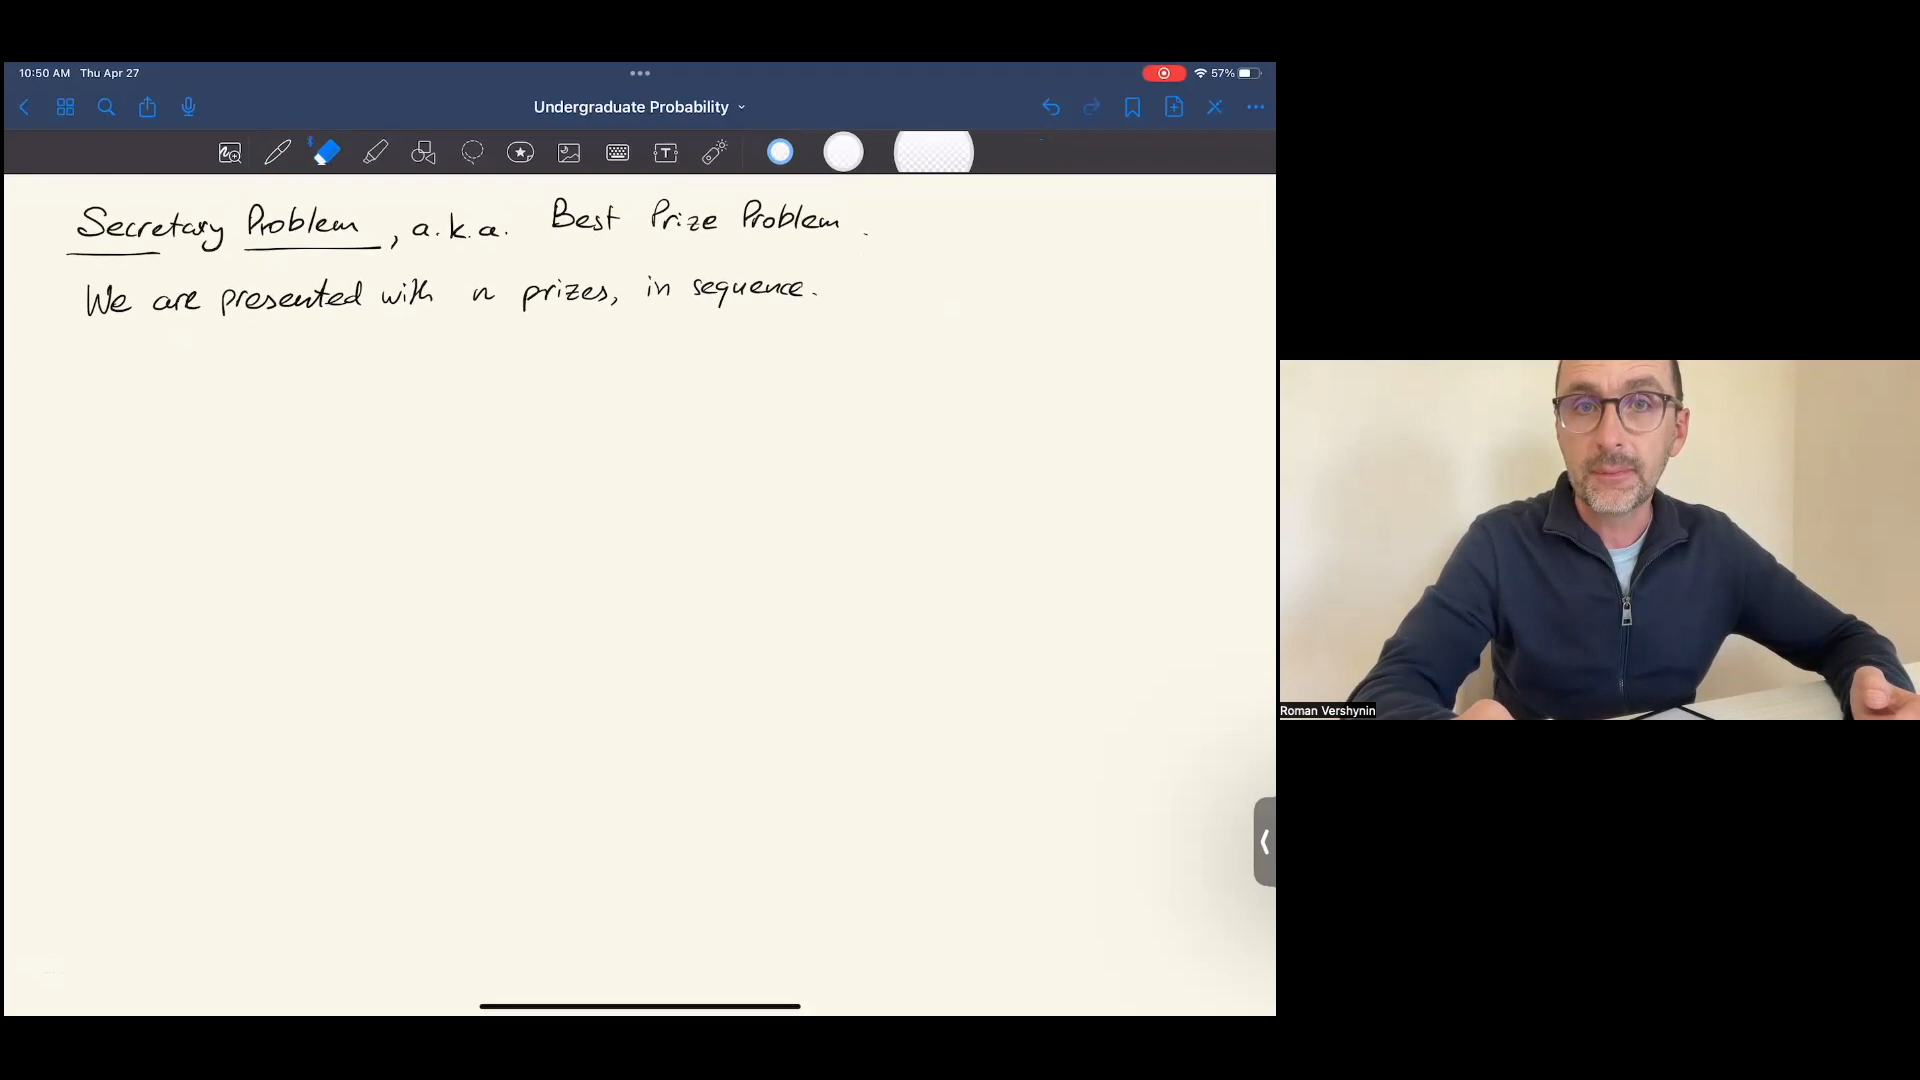 10:50 AM Thu Apr 27
57%
Undergraduate Probability
Secretary Problem, a.k.a. Best Prize Problem.
We are presented with n prizes, in sequence.
Roman Vershynin